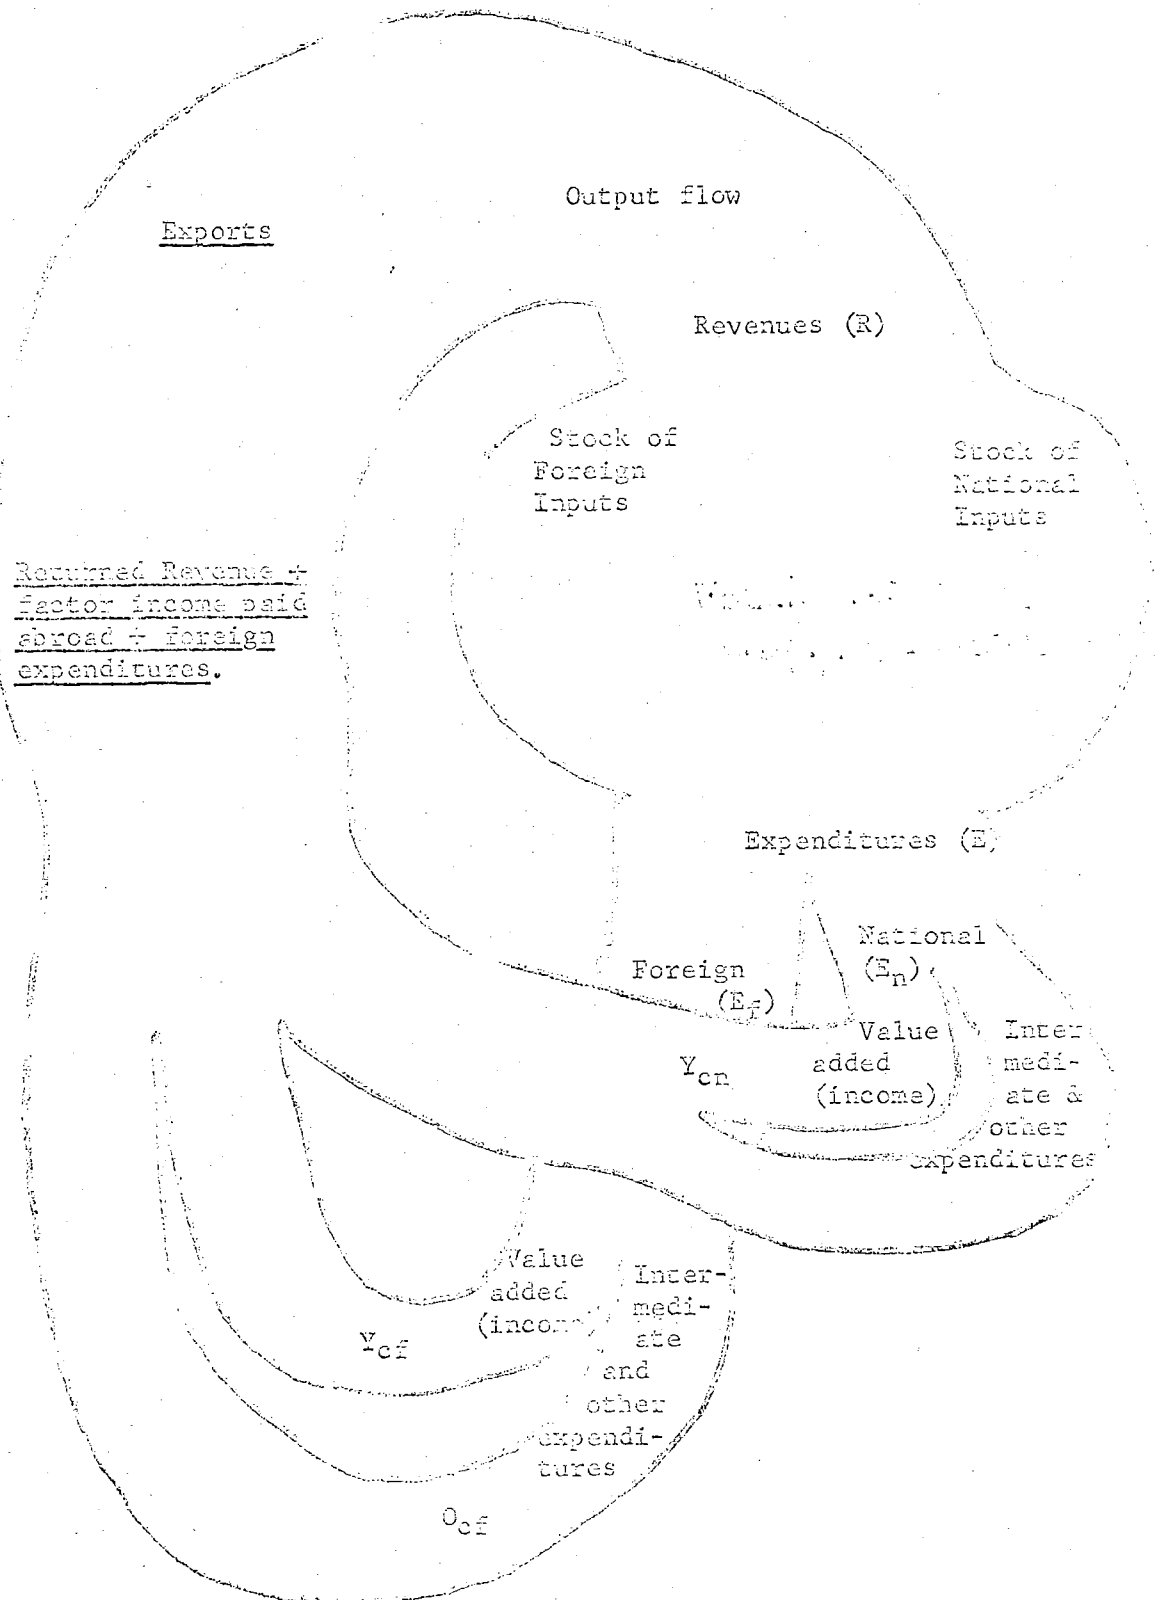 Output flow
Exports
Revenues (R)
Stock of
Foreign
Inputs
Stock of
National
Inputs
Returned Revenue +
factor income paid
abroad + foreign
expenditures.
Expenditures (E)
National
(En)
Foreign
(Ef)
Value
added
(income)
Ycn
Inter
medi-
ate &
other
expenditures
Value
added
(income)
Ycf
Inter-
medi-
ate
and
other
expendi-
tures
Ocf